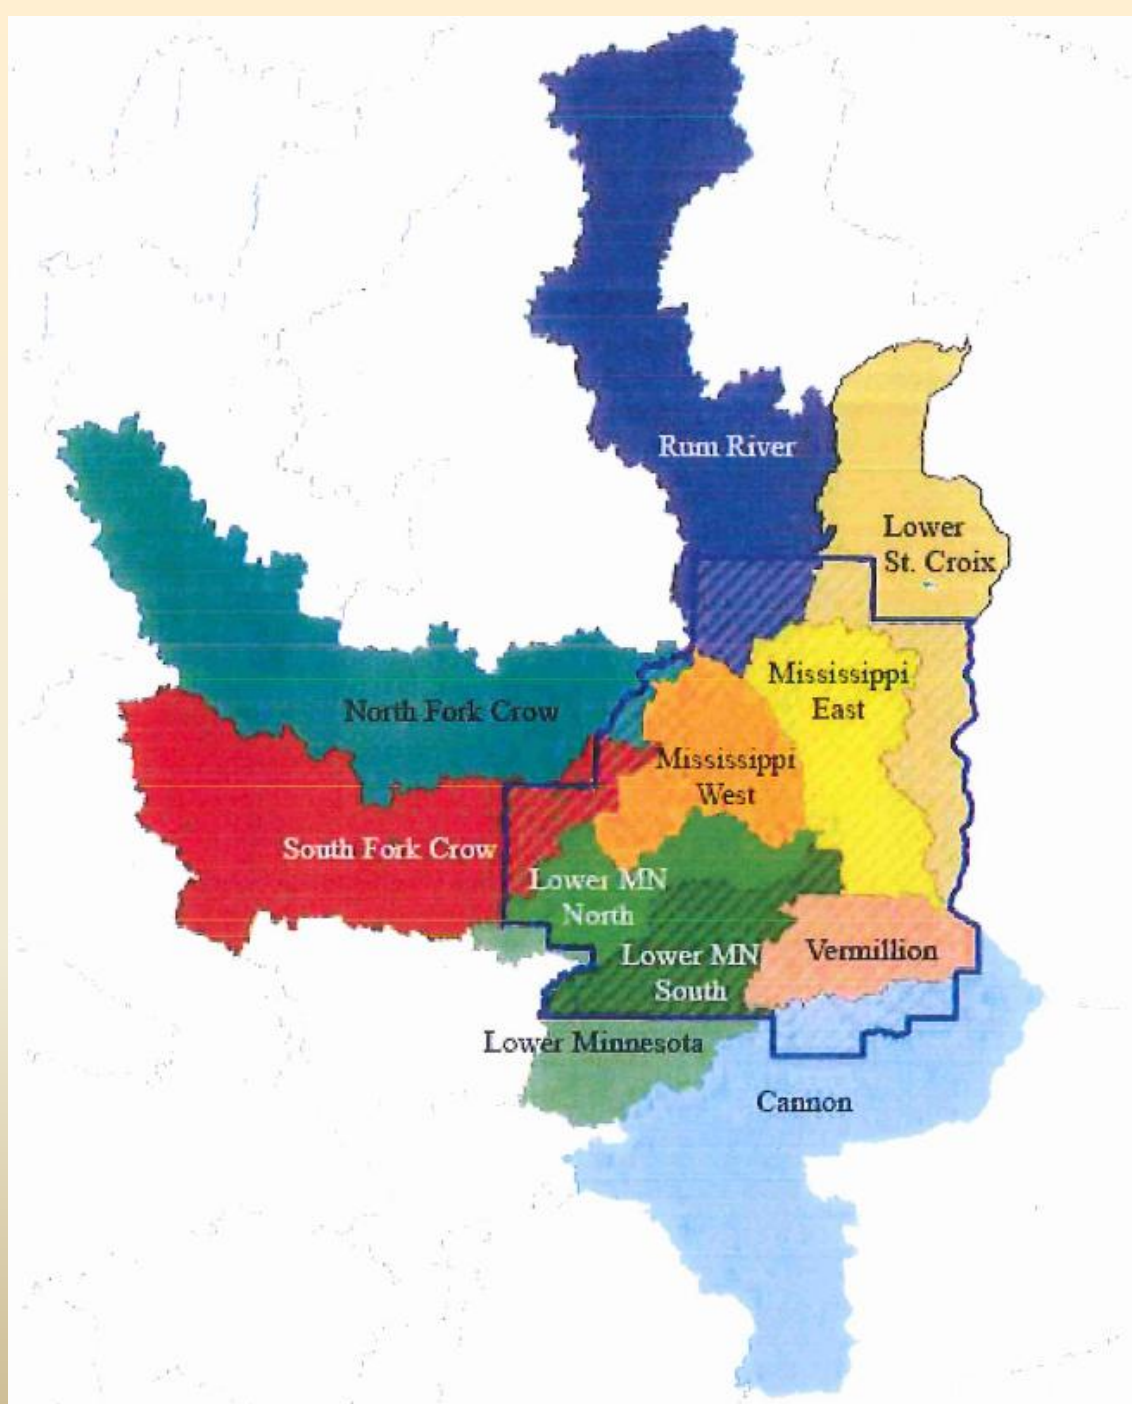 Rum River
Lower
St. Croix
Mississippi
East
North Fork Crow
Mississippi
West
South Fork Crow
Lower MN
North
Vermillion
Lower MN
South
Lower Minnesota
Cannon